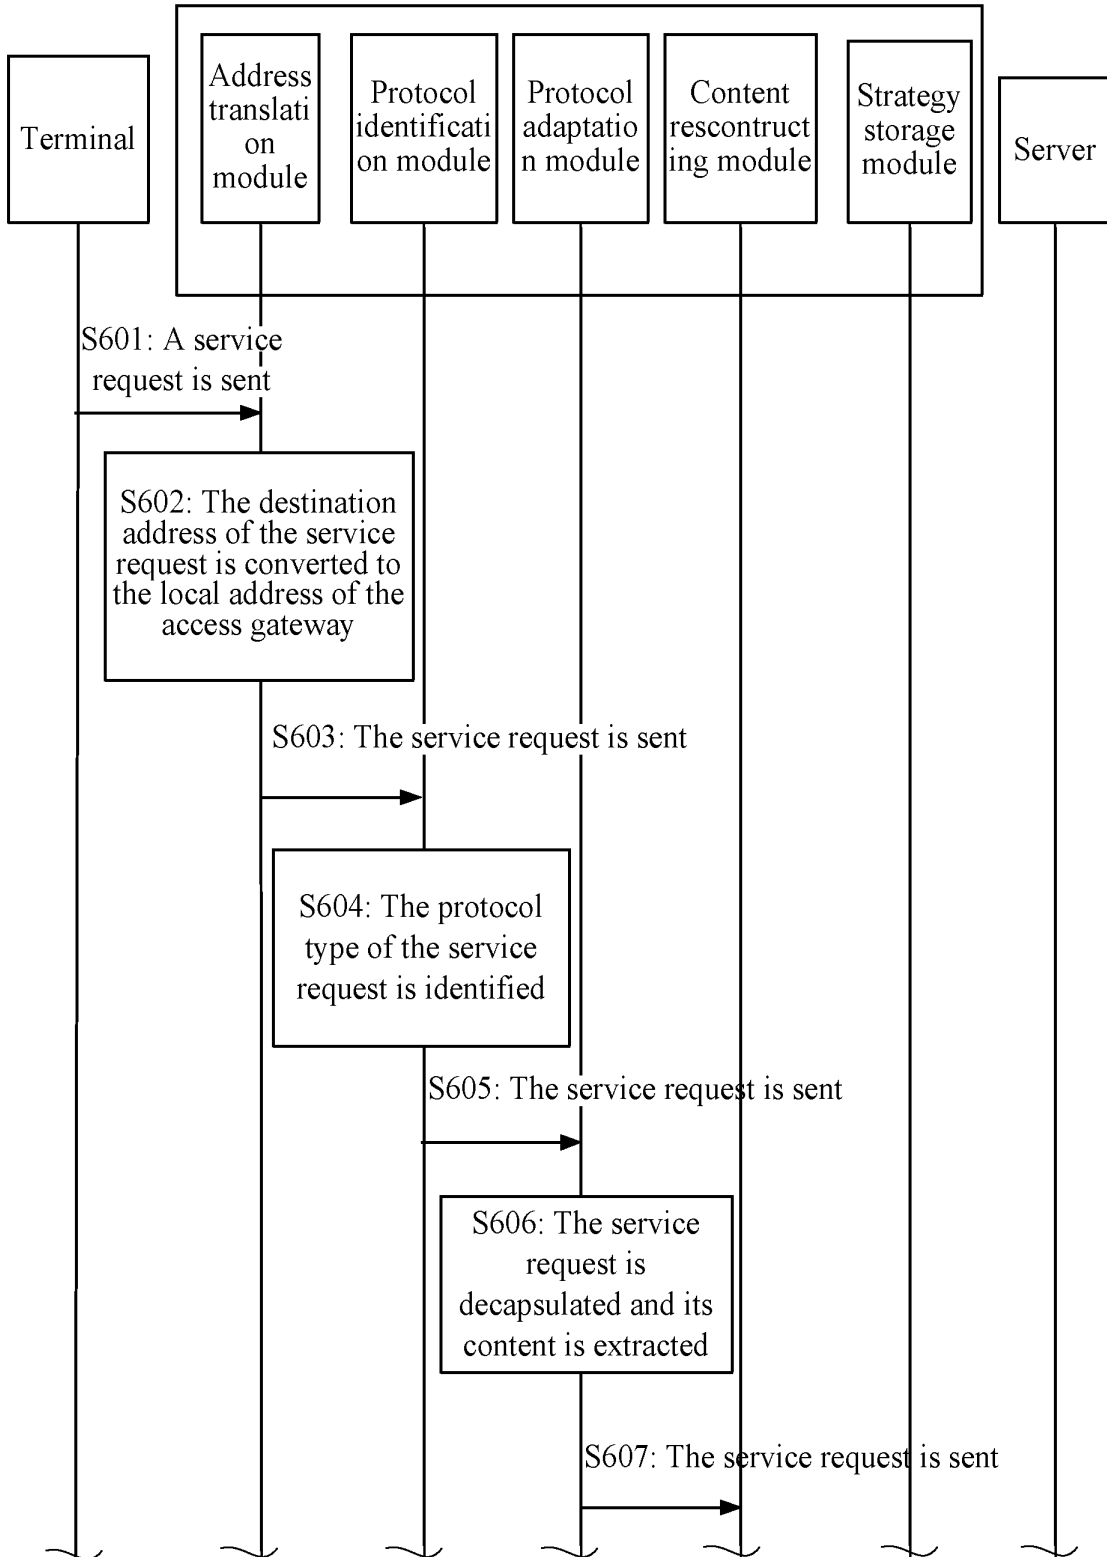 Terminal
Address
translati
on
module
Protocol
identificati
on module
Protocol
adaptatio
n module
Content
rescontruct
ing module
Strategy
storage
module
Server
S601: A service
request is sent
S602: The destination
address of the service
request is converted to
the local address of the
access gateway
S603: The service request is sent
S604: The protocol
type of the service
request is identified
S605: The service request is sent
S606: The service
request is
decapsulated and its
content is extracted
S607: The service request is sent